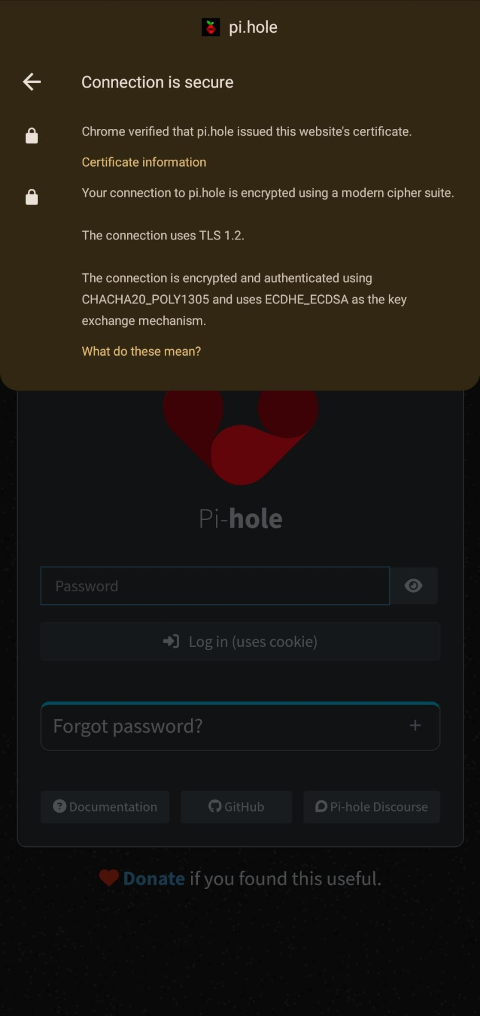 pi.hole
Connection is secure
Chrome verified that pi.hole issued this website's certificate.
Certificate information
Your connection to pi.hole is encrypted using a modern cipher suite.
The connection uses TLS 1.2.
The connection is encrypted and authenticated using
CHACHA20_POLY1305 and uses ECDHE_ECDSA as the key
exchange mechanism.
What do these mean?
Pi-hole
Password
Log in (uses cookie)
Forgot password?
Documentation
GitHub
Pi-hole Discourse
Donate if you found this useful.